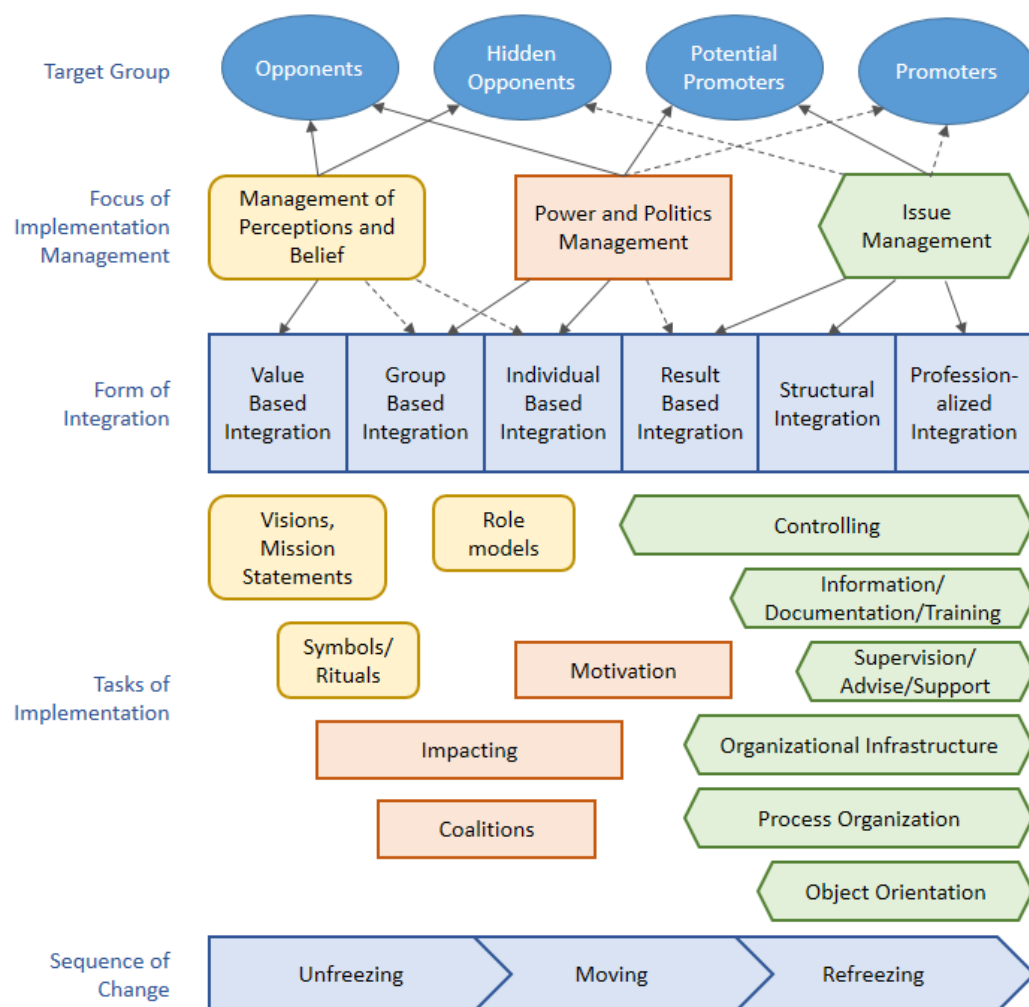 Target Group
Opponents
Hidden
Opponents
Potential
Promoters
Promoters
Focus of
Implementation
Management
Management of
Perceptions and
Belief
Power and Politics
Management
Issue
Management
Form of
Integration
Value
Based
Integration
Group
Based
Integration
Individual
Based
Integration
Result
Based
Integration
Structural
Integration
Profession-
alized
Integration
Tasks of
Implementation
Visions,
Mission
Statements
Role
models
Controlling
Information/
Documentation/Training
Symbols/
Rituals
Motivation
Supervision/
Advise/Support
Impacting
Organizational Infrastructure
Coalitions
Process Organization
Object Orientation
Sequence of
Change
Unfreezing
Moving
Refreezing